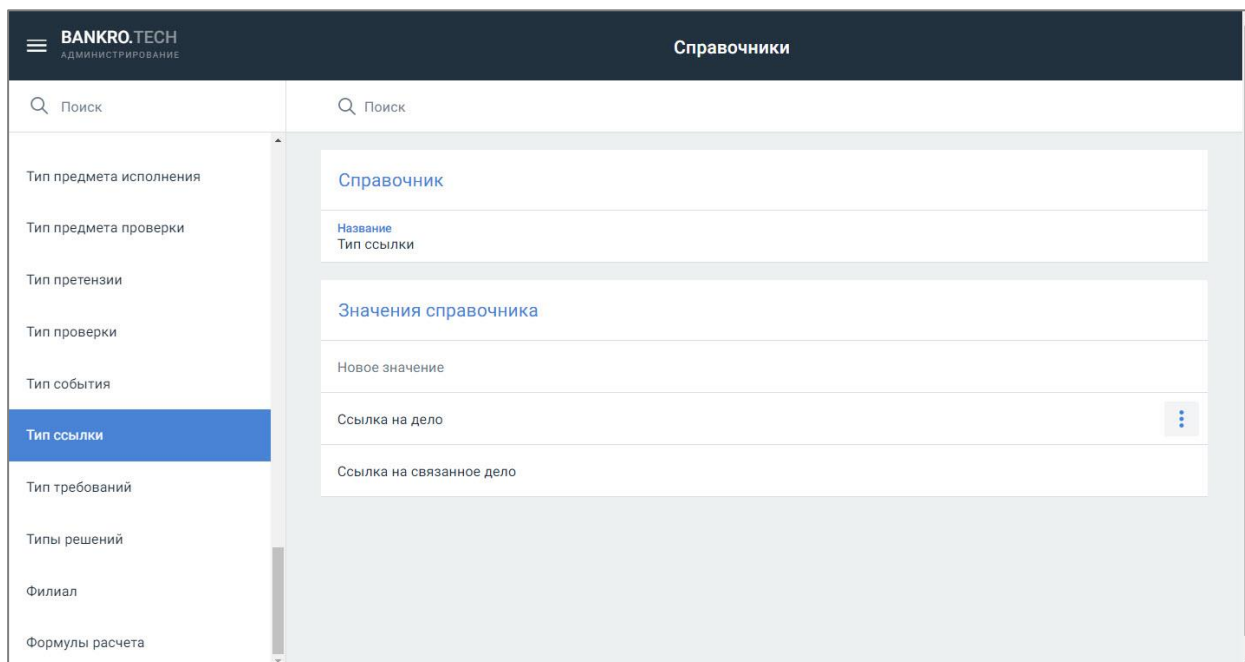 BANKRO.TECH
АДМИНИСТРИРОВАНИЕ
Справочники
Поиск
Поиск
Тип предмета исполнения
Тип предмета проверки
Тип претензии
Тип проверки
Тип события
Тип ссылки
Тип требований
Типы решений
Филиал
Формулы расчета
Справочник
Название
Тип ссылки
Значения справочника
Новое значение
Ссылка на дело
Ссылка на связанное дело